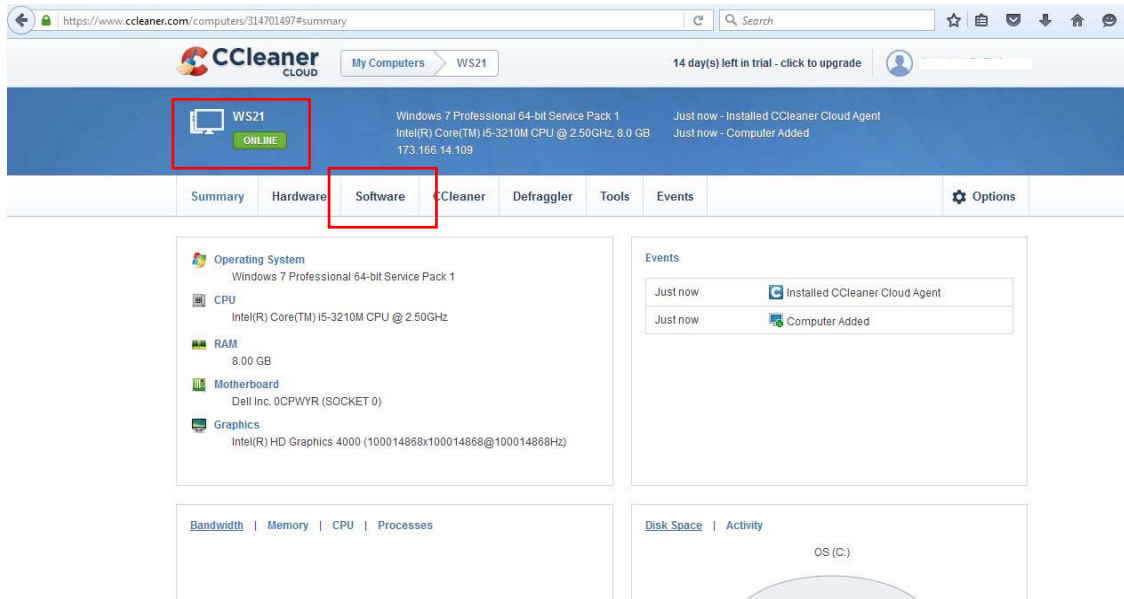 https://www.ccleaner.com/computers/314701497#summary
Search
CCleaner
CLOUD
My Computers
WS21
14 day(s) left in trial - click to upgrade
WS21
ONLINE
Windows 7 Professional 64-bit Service Pack 1
Intel(R) Core(TM) i5-3210M CPU @ 2.50GHz, 8.0 GB
173.166.14.109
Just now - Installed CCleaner Cloud Agent
Just now - Computer Added
Summary Hardware Software CCleaner Defraggler Tools Events Options
Operating System
Windows 7 Professional 64-bit Service Pack 1
CPU
Intel(R) Core(TM) i5-3210M CPU @ 2.50GHz
RAM
8.00 GB
Motherboard
Dell Inc. 0CPWYR (SOCKET 0)
Graphics
Intel(R) HD Graphics 4000 (100014868x100014868@100014868Hz)
Events
Just now Installed CCleaner Cloud Agent
Just now Computer Added
Bandwidth | Memory | CPU | Processes
Disk Space | Activity
OS (C:)